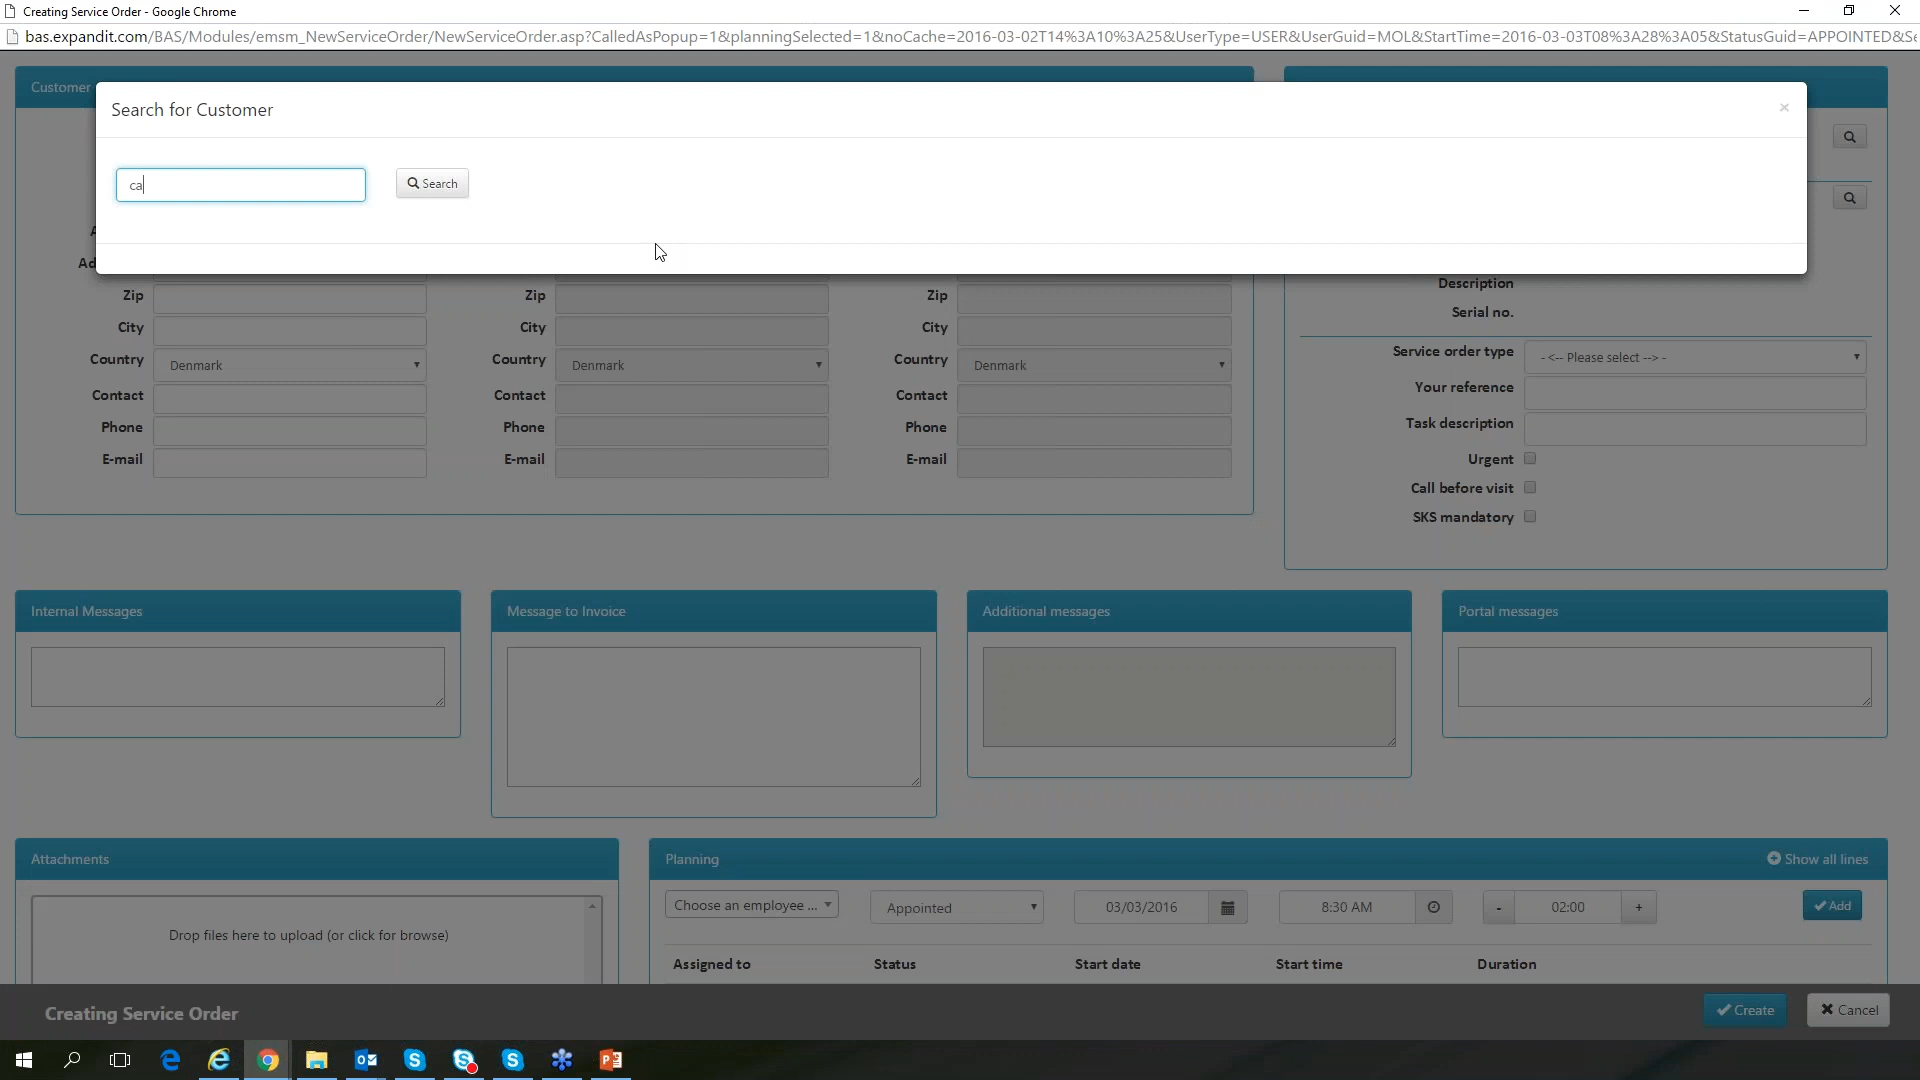 Creating Service Order - Google Chrome
bas.expandit.com/BAS/Modules/emsm_NewServiceOrder/NewServiceOrder.asp?CalledAsPopup=1&planningSelected=1&noCache=2016-03-02T14%3A10%3A25&UserType=USER&UserGuid=MOL&StartTime=2016-03-03T08%3A28%3A05&StatusGuid=APPOINTED&Se
Customer
Search for Customer
×
ca
Search
A
Ad
Description
Zip Zip Zip
Serial no.
City City City
Country Denmark Country Denmark Country Denmark
Service order type - <-- Please select --> -
Contact Contact Contact
Your reference
Phone Phone Phone
Task description
E-mail E-mail E-mail
Urgent
Call before visit
SKS mandatory
Internal Messages Message to Invoice Additional messages Portal messages
Attachments
Drop files here to upload (or click for browse)
Planning Show all lines
Choose an employee ... Appointed 03/03/2016 8:30 AM - 02:00 + Add
Assigned to Status Start date Start time Duration
Creating Service Order Create Cancel